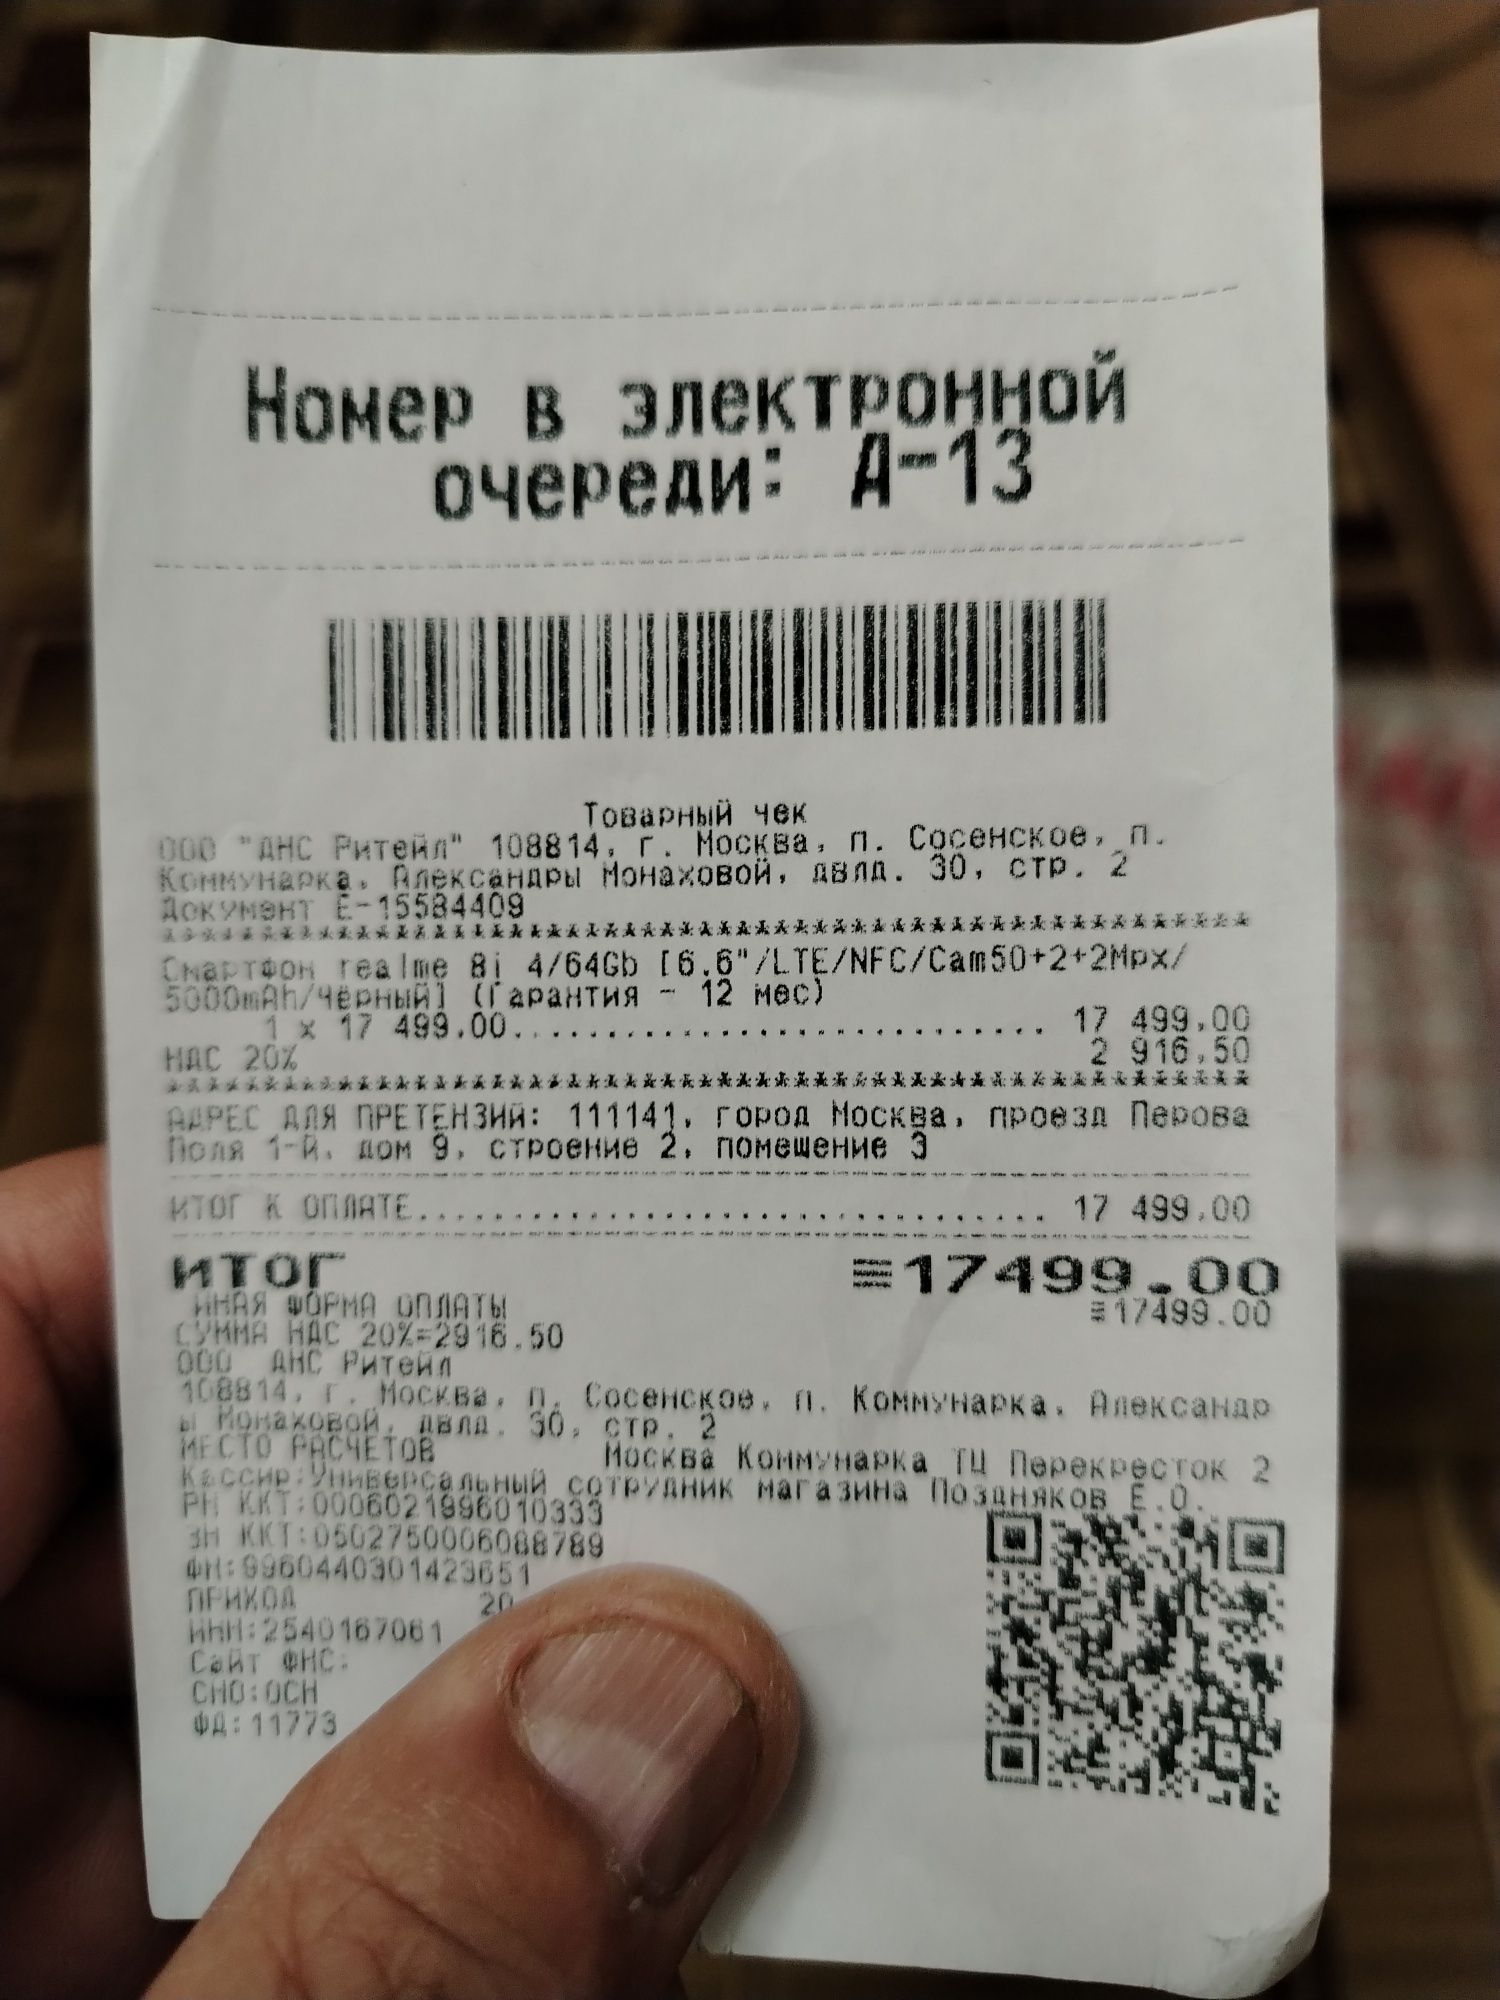 Номер в электронной
очереди: А-13
Товарный чек
ООО "ДНС Ритейл" 108814, г. Москва, п. Сосенское, п.
Коммунарка, Александры Монаховой, двлд. 30, стр. 2
Документ Е-15584409
**********************************************************
Смартфон realme 8i 4/64Gb [6.6"/LTE/NFC/Cam50+2+2Mpx/
5000mAh/Чёрный] (Гарантия - 12 мес)
1 x 17 499.00............................. 17 499.00
НДС 20% 2 916.50
**********************************************************
АДРЕС ДЛЯ ПРЕТЕНЗИЙ: 111141, город Москва, проезд Перова
Поля 1-й, дом 9, строение 2, помещение 3
ИТОГ К ОПЛАТЕ.................................. 17 499.00
ИТОГ ≡17499.00
ИНАЯ ФОРМА ОПЛАТЫ ≡17499.00
СУММА НДС 20%=2916.50
ООО ДНС Ритейл
108814, г. Москва, п. Сосенское, п. Коммунарка, Александр
ы Монаховой, двлд. 30, стр. 2
МЕСТО РАСЧЕТОВ Москва Коммунарка ТЦ Перекресток 2
Кассир:Универсальный сотрудник магазина Поздняков Е.О.
РН ККТ:0006021996010333
ЗН ККТ:0502750006088789
ФН:9960440301423651
ПРИХОД 20
ИНН:2540167061
Сайт ФНС:
СНО:ОСН
ФД:11773